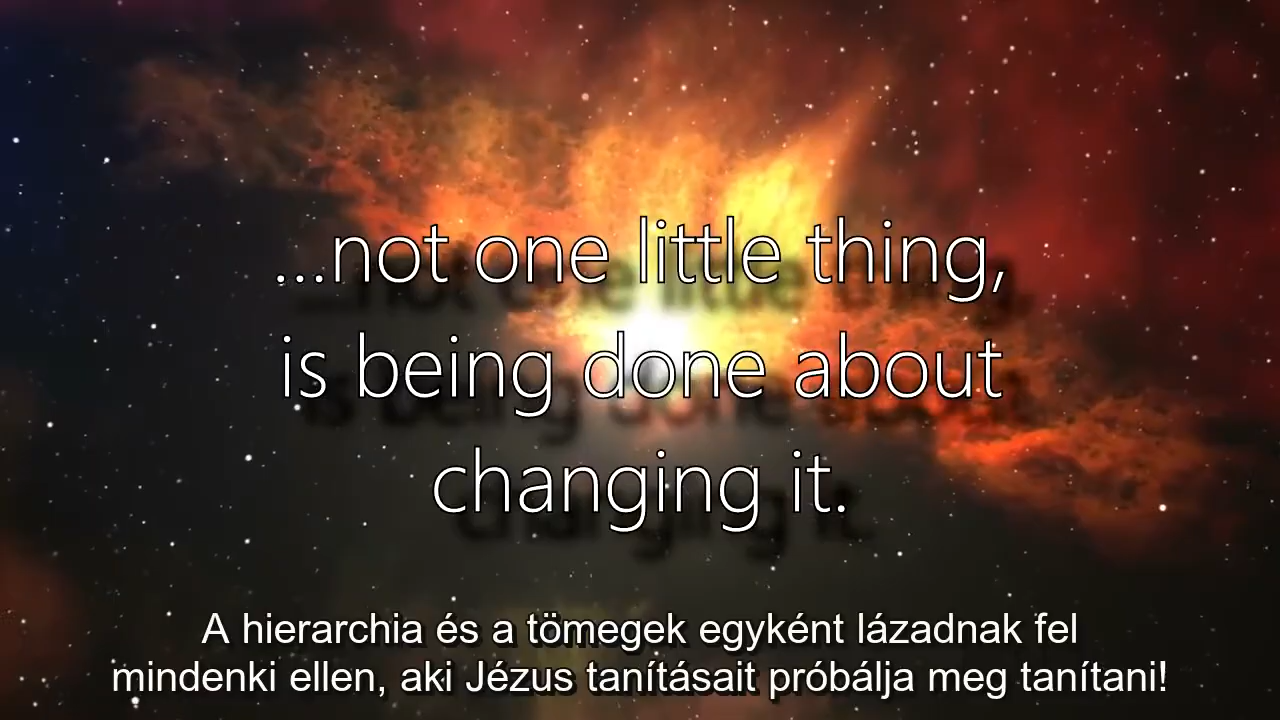 ...not one little thing,
is being done about
changing it.
A hierarchia és a tömegek egyként lázadnak fel
mindenki ellen, aki Jézus tanításait próbálja meg tanítani!